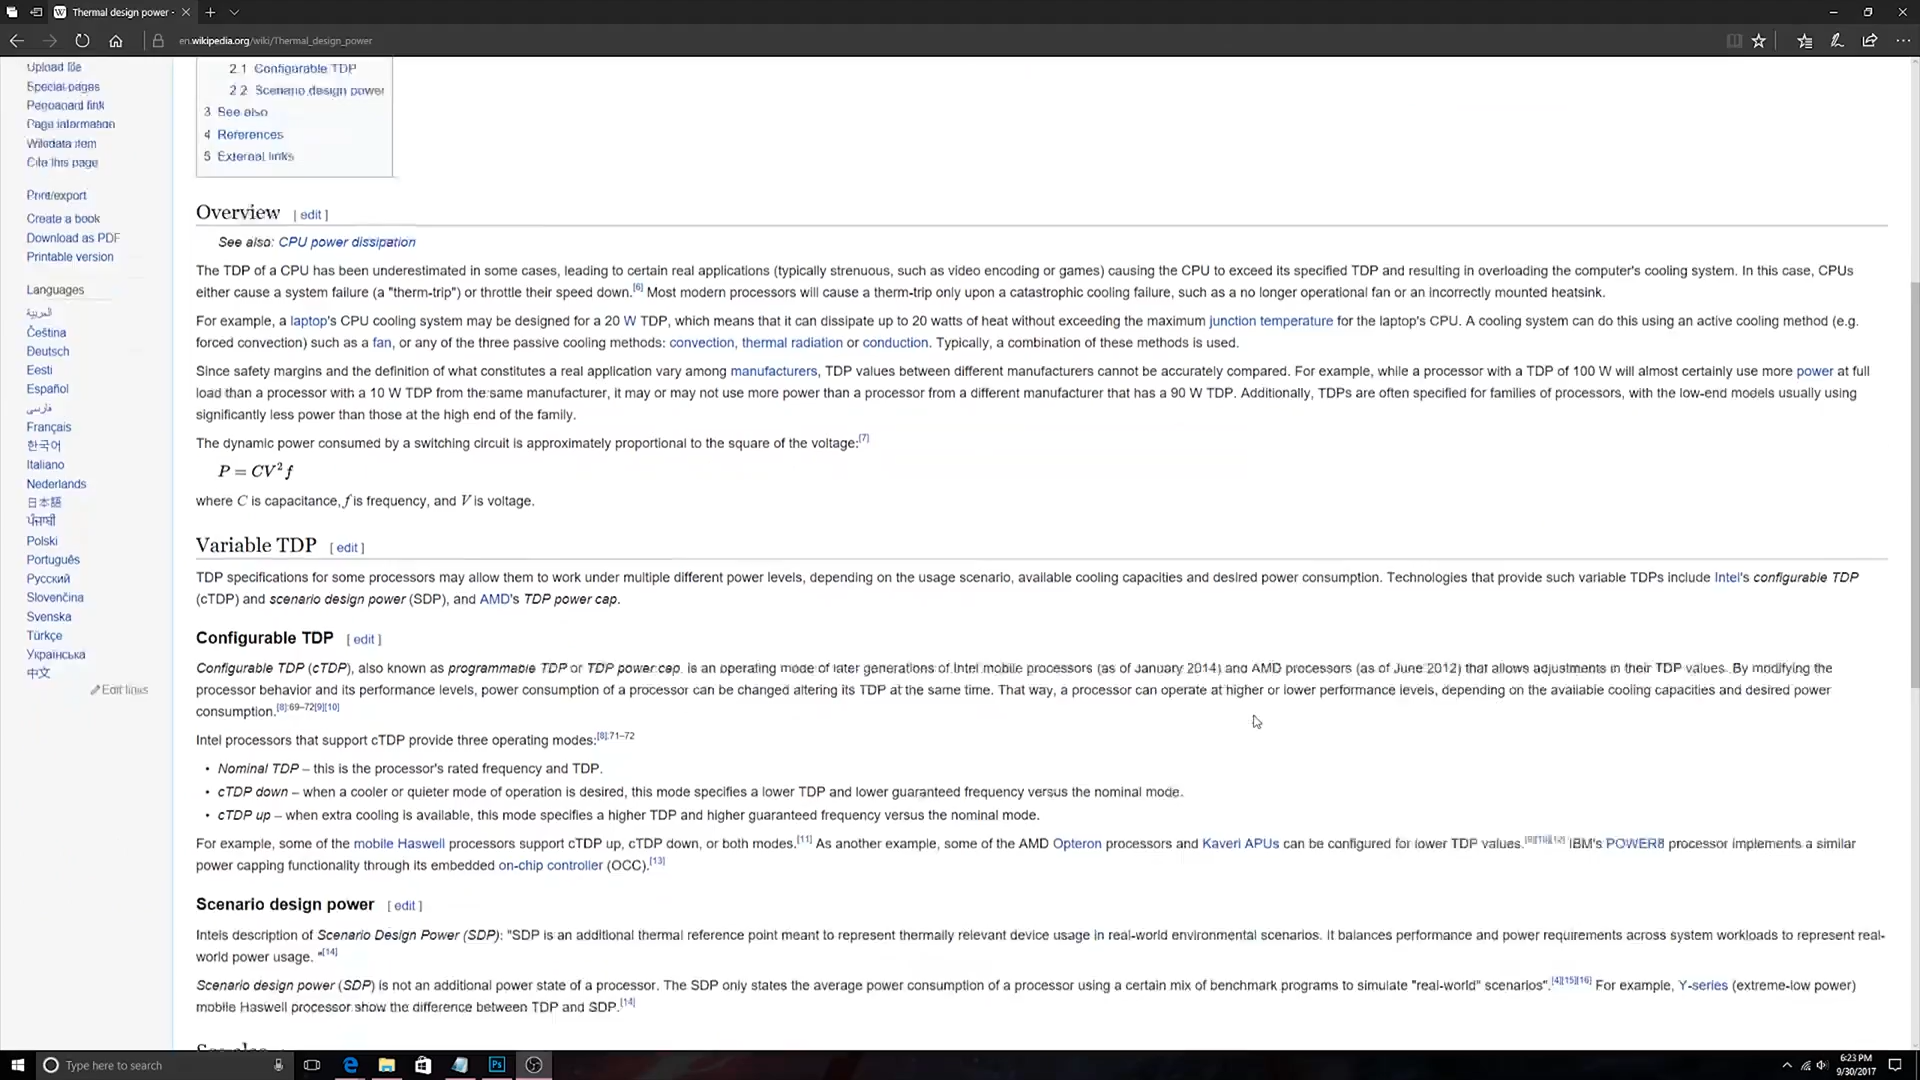 Thermal design power -
en.wikipedia.org/wiki/Thermal_design_power
Upload file
Special pages
Permanent link
Page information
Wikidata item
Cite this page
Print/export
Create a book
Download as PDF
Printable version
Languages
العربية
Čeština
Deutsch
Eesti
Español
فارسی
Français
한국어
Italiano
Nederlands
日本語
ਪੰਜਾਬੀ
Polski
Português
Русский
Slovenčina
Svenska
Türkçe
Українська
中文
Edit links
2.1 Configurable TDP
2.2 Scenario design power
3 See also
4 References
5 External links
Overview [ edit ]
See also: CPU power dissipation
The TDP of a CPU has been underestimated in some cases, leading to certain real applications (typically strenuous, such as video encoding or games) causing the CPU to exceed its specified TDP and resulting in overloading the computer's cooling system. In this case, CPUs
either cause a system failure (a "therm-trip") or throttle their speed down.[6] Most modern processors will cause a therm-trip only upon a catastrophic cooling failure, such as a no longer operational fan or an incorrectly mounted heatsink.
For example, a laptop's CPU cooling system may be designed for a 20 W TDP, which means that it can dissipate up to 20 watts of heat without exceeding the maximum junction temperature for the laptop's CPU. A cooling system can do this using an active cooling method (e.g.
forced convection) such as a fan, or any of the three passive cooling methods: convection, thermal radiation or conduction. Typically, a combination of these methods is used.
Since safety margins and the definition of what constitutes a real application vary among manufacturers, TDP values between different manufacturers cannot be accurately compared. For example, while a processor with a TDP of 100 W will almost certainly use more power at full
load than a processor with a 10 W TDP from the same manufacturer, it may or may not use more power than a processor from a different manufacturer that has a 90 W TDP. Additionally, TDPs are often specified for families of processors, with the low-end models usually using
significantly less power than those at the high end of the family.
The dynamic power consumed by a switching circuit is approximately proportional to the square of the voltage:[7]
P = CV²f
where C is capacitance, f is frequency, and V is voltage.
Variable TDP [ edit ]
TDP specifications for some processors may allow them to work under multiple different power levels, depending on the usage scenario, available cooling capacities and desired power consumption. Technologies that provide such variable TDPs include Intel's configurable TDP
(cTDP) and scenario design power (SDP), and AMD's TDP power cap.
Configurable TDP [ edit ]
Configurable TDP (cTDP), also known as programmable TDP or TDP power cap, is an operating mode of later generations of Intel mobile processors (as of January 2014) and AMD processors (as of June 2012) that allows adjustments in their TDP values. By modifying the
processor behavior and its performance levels, power consumption of a processor can be changed altering its TDP at the same time. That way, a processor can operate at higher or lower performance levels, depending on the available cooling capacities and desired power
consumption.[8]:69–72[9][10]
Intel processors that support cTDP provide three operating modes:[8]:71–72
• Nominal TDP – this is the processor's rated frequency and TDP.
• cTDP down – when a cooler or quieter mode of operation is desired, this mode specifies a lower TDP and lower guaranteed frequency versus the nominal mode.
• cTDP up – when extra cooling is available, this mode specifies a higher TDP and higher guaranteed frequency versus the nominal mode.
For example, some of the mobile Haswell processors support cTDP up, cTDP down, or both modes.[11] As another example, some of the AMD Opteron processors and Kaveri APUs can be configured for lower TDP values. IBM's POWER8 processor implements a similar
power capping functionality through its embedded on-chip controller (OCC).[13]
Scenario design power [ edit ]
Intels description of Scenario Design Power (SDP): "SDP is an additional thermal reference point meant to represent thermally relevant device usage in real-world environmental scenarios. It balances performance and power requirements across system workloads to represent real-
world power usage. "[14]
Scenario design power (SDP) is not an additional power state of a processor. The SDP only states the average power consumption of a processor using a certain mix of benchmark programs to simulate "real-world" scenarios".[4][15][16] For example, Y-series (extreme-low power)
mobile Haswell processor show the difference between TDP and SDP.[14]
See also
Type here to search
Ps
6:23 PM
9/30/2017